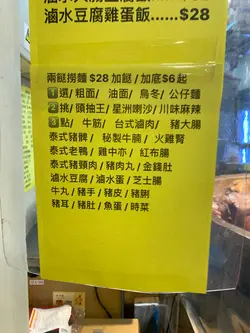 滷水豆腐雞蛋飯......$28
兩餸撈麵 $28 加餸 / 加底$6起
①選/ 粗面/ 油面/ 烏冬/ 公仔麵
②挑/ 頭抽王/ 星洲喇沙/ 川味麻辣
③點/ 牛筋/ 台式滷肉/ 豬大腸
泰式豬髀/ 秘製牛腩/ 火雞腎
泰式老鴨/ 雞中亦/ 紅布腸
泰式豬頸肉/ 豬肉丸/ 金錢肚
滷水豆腐/ 滷水蛋/ 芝士腸
牛丸/ 豬手/ 豬皮/ 豬脷
豬耳/ 豬肚/ 魚蛋/ 時菜